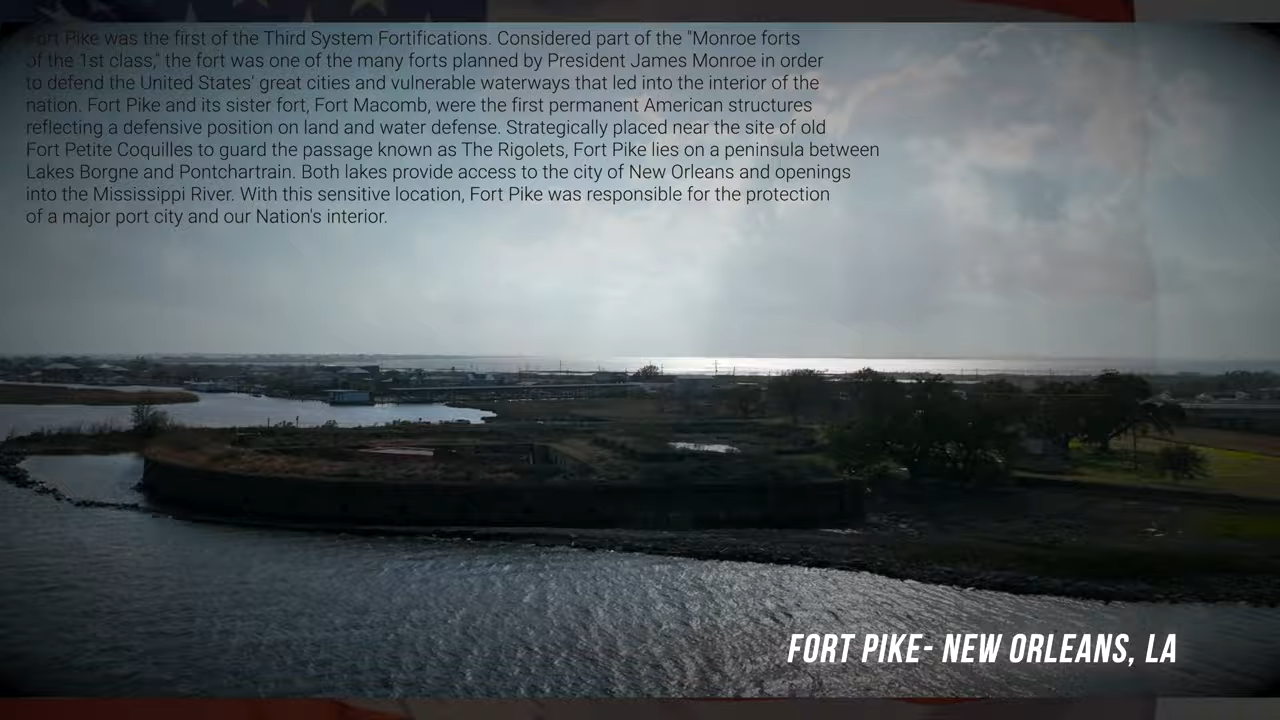 Fort Pike was the first of the Third System Fortifications. Considered part of the "Monroe forts
of the 1st class," the fort was one of the many forts planned by President James Monroe in order
to defend the United States' great cities and vulnerable waterways that led into the interior of the
nation. Fort Pike and its sister fort, Fort Macomb, were the first permanent American structures
reflecting a defensive position on land and water defense. Strategically placed near the site of old
Fort Petite Coquilles to guard the passage known as The Rigolets, Fort Pike lies on a peninsula between
Lakes Borgne and Pontchartrain. Both lakes provide access to the city of New Orleans and openings
into the Mississippi River. With this sensitive location, Fort Pike was responsible for the protection
of a major port city and our Nation's interior.
FORT PIKE- NEW ORLEANS, LA